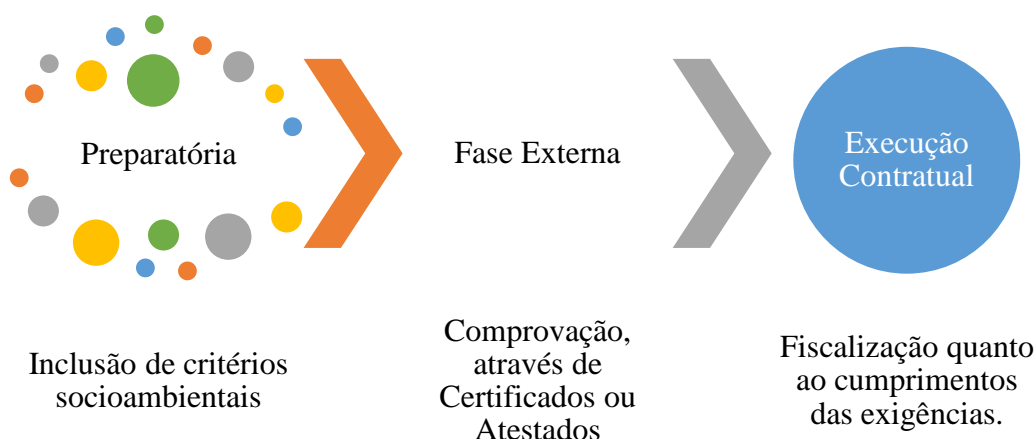 Preparatória
Fase Externa
Execução
Contratual
Inclusão de critérios
socioambientais
Comprovação,
através de
Certificados ou
Atestados
Fiscalização quanto
ao cumprimentos
das exigências.